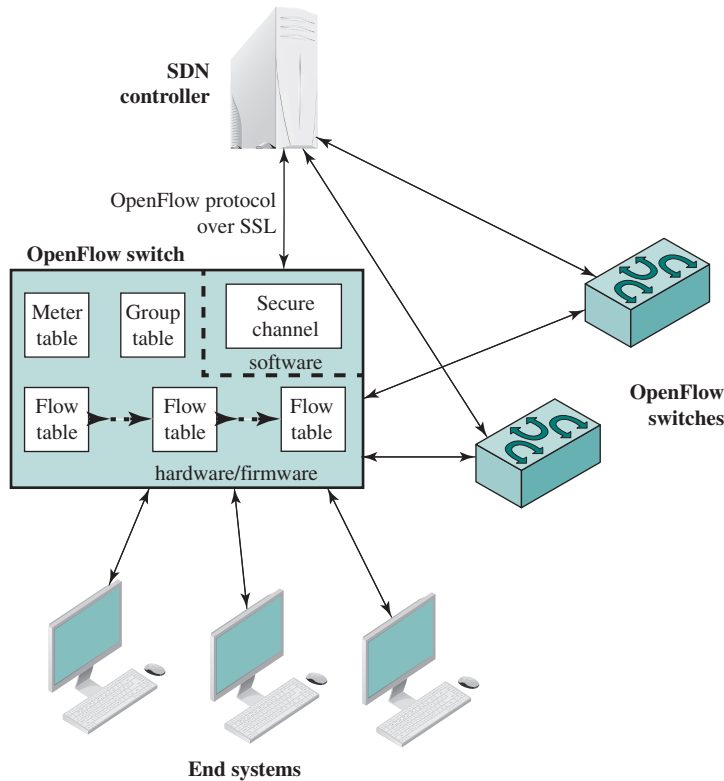 SDN
controller
OpenFlow protocol
over SSL
OpenFlow switch
Meter
table
Group
table
Secure
channel
software
Flow
table
Flow
table
Flow
table
hardware/firmware
OpenFlow
switches
End systems